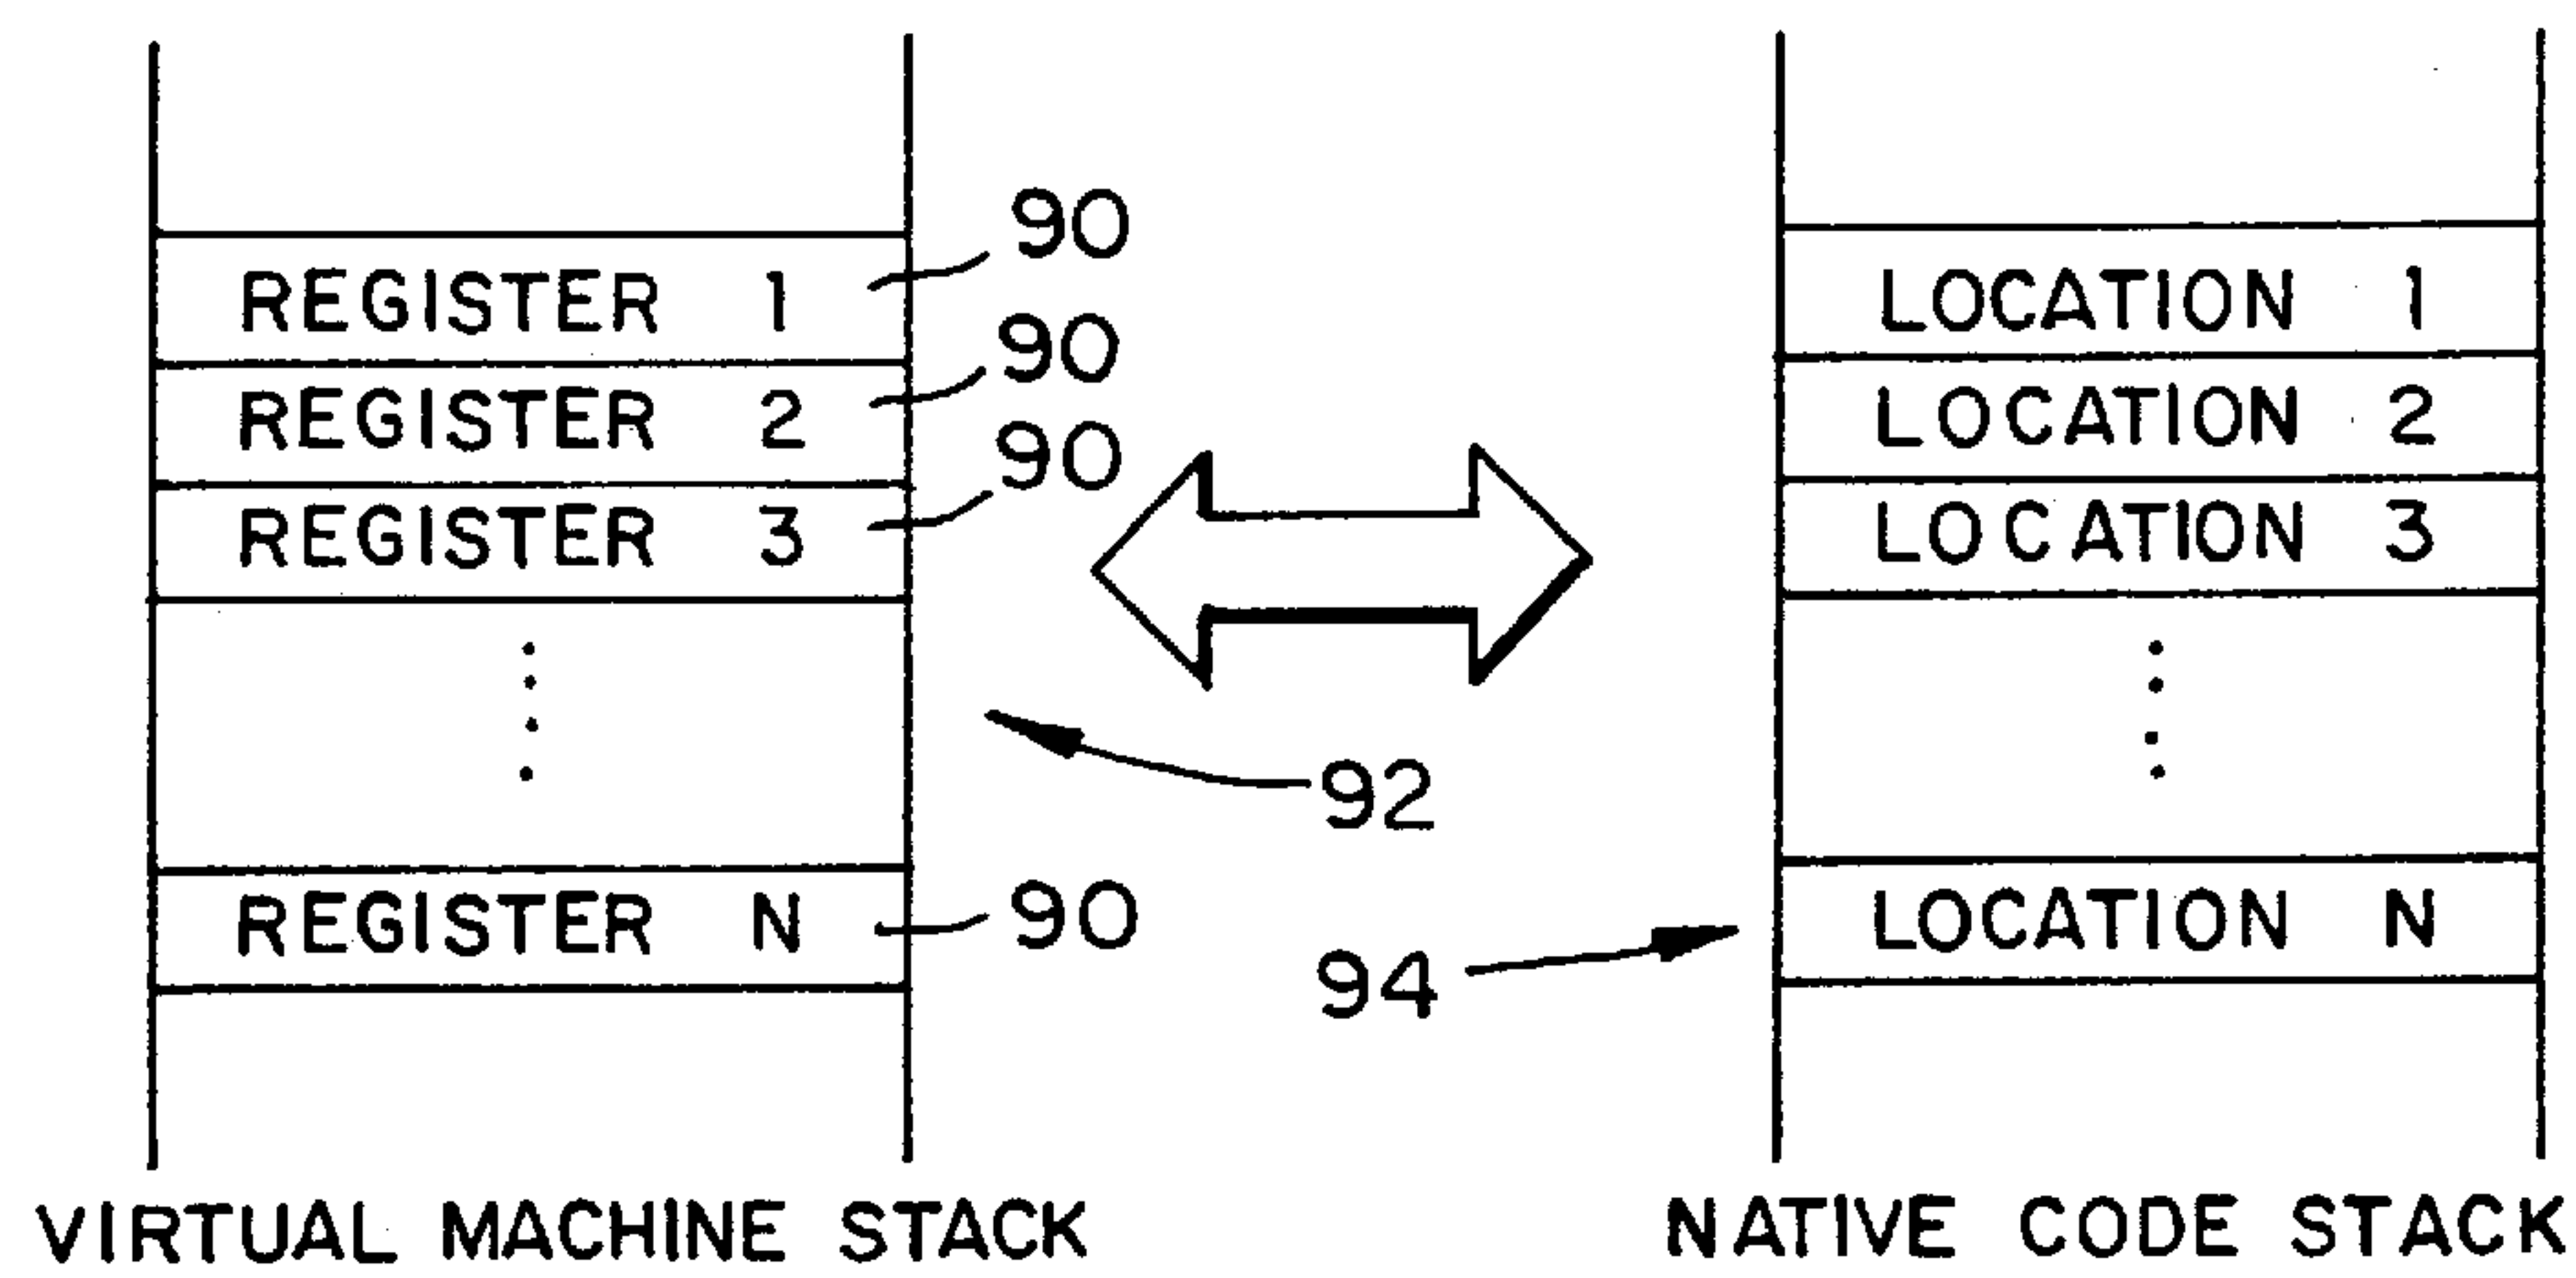 90
REGISTER 1
LOCATION 1
90
REGISTER 2
LOCATION 2
90
REGISTER 3
LOCATION 3
92
REGISTER N
90
LOCATION N
94
VIRTUAL MACHINE STACK
NATIVE CODE STACK